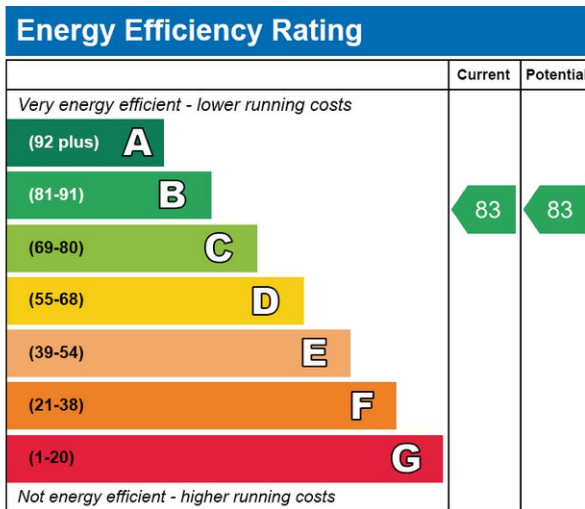 Energy Efficiency Rating
Current Potential
Very energy efficient - lower running costs
(92 plus) A
(81-91) B
83 83
(69-80) C
(55-68) D
(39-54) E
(21-38) F
(1-20) G
Not energy efficient - higher running costs